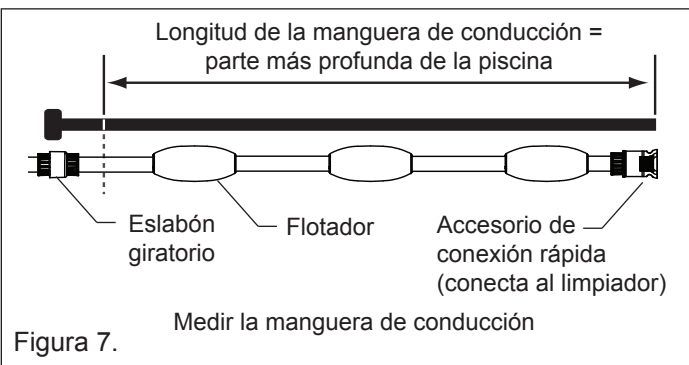 Longitud de la manguera de conducción =
parte más profunda de la piscina
Eslabón
giratorio
Flotador
Accesorio de
conexión rápida
(conecta al limpiador)
Medir la manguera de conducción
Figura 7.